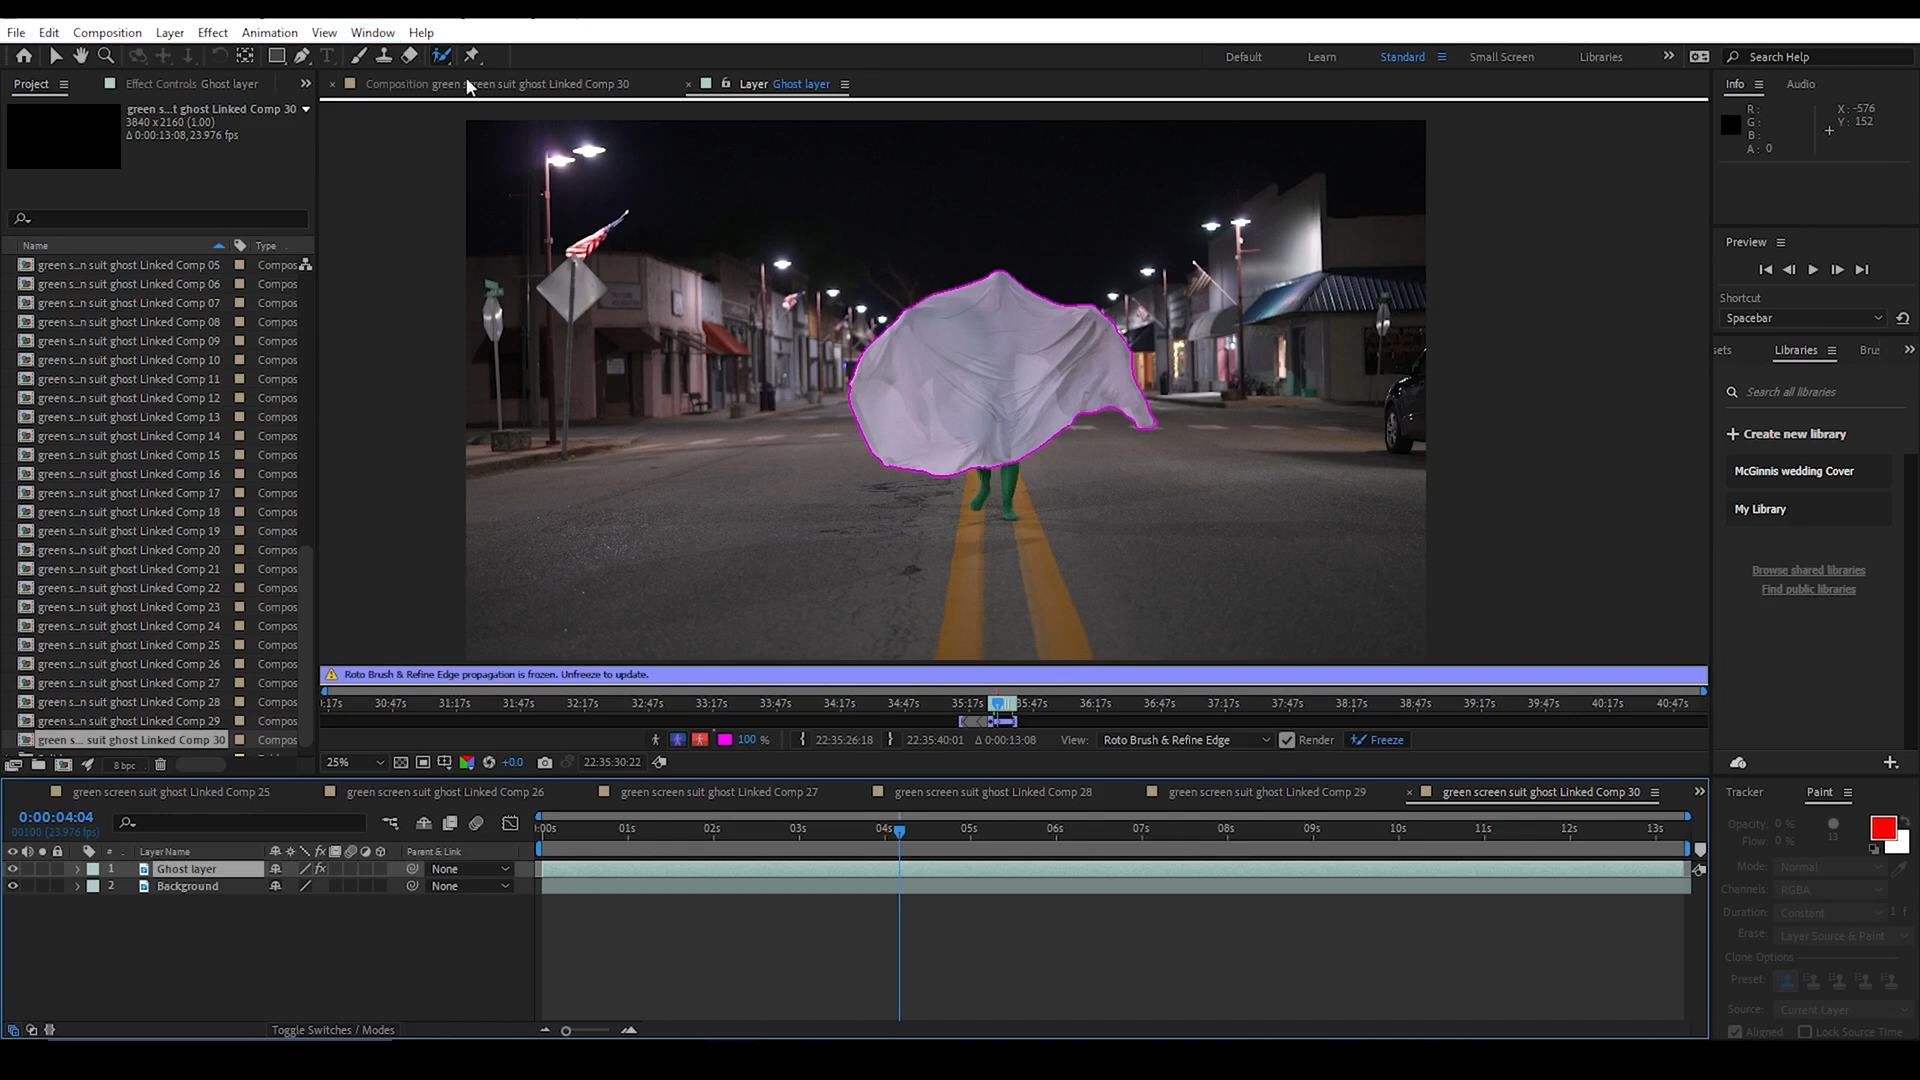 File Edit Composition Layer Effect Animation View Window Help
Default Learn Standard Small Screen Libraries Search Help
Project Effect Controls Ghost layer
Composition green screen suit ghost Linked Comp 30
Layer Ghost layer
Info Audio
green s...t ghost Linked Comp 30
3840 x 2160 (1.00)
Δ 0:00:13:08, 23.976 fps
R :
G :
B :
A : 0
X : -576
Y : 152
Name Type
green s...n suit ghost Linked Comp 05 Compos
green s...n suit ghost Linked Comp 06 Compos
green s...n suit ghost Linked Comp 07 Compos
green s...n suit ghost Linked Comp 08 Compos
green s...n suit ghost Linked Comp 09 Compos
green s...n suit ghost Linked Comp 10 Compos
green s...n suit ghost Linked Comp 11 Compos
green s...n suit ghost Linked Comp 12 Compos
green s...n suit ghost Linked Comp 13 Compos
green s...n suit ghost Linked Comp 14 Compos
green s...n suit ghost Linked Comp 15 Compos
green s...n suit ghost Linked Comp 16 Compos
green s...n suit ghost Linked Comp 17 Compos
green s...n suit ghost Linked Comp 18 Compos
green s...n suit ghost Linked Comp 19 Compos
green s...n suit ghost Linked Comp 20 Compos
green s...n suit ghost Linked Comp 21 Compos
green s...n suit ghost Linked Comp 22 Compos
green s...n suit ghost Linked Comp 23 Compos
green s...n suit ghost Linked Comp 24 Compos
green s...n suit ghost Linked Comp 25 Compos
green s...n suit ghost Linked Comp 26 Compos
green s...n suit ghost Linked Comp 27 Compos
green s...n suit ghost Linked Comp 28 Compos
green s...n suit ghost Linked Comp 29 Compos
green s... suit ghost Linked Comp 30 Compos
8 bpc
Preview
Shortcut
Spacebar
sets Libraries Bru
Search all libraries
Create new library
McGinnis wedding Cover
My Library
Browse shared libraries
Find public libraries
Roto Brush & Refine Edge propagation is frozen. Unfreeze to update.
:17s 30:47s 31:17s 31:47s 32:17s 32:47s 33:17s 33:47s 34:17s 34:47s 35:17s 35:47s 36:17s 36:47s 37:17s 37:47s 38:17s 38:47s 39:17s 39:47s 40:17s 40:47s
100 % 22:35:26:18 22:35:40:01 Δ 0:00:13:08 View: Roto Brush & Refine Edge Render Freeze
25% +0.0 22:35:30:22
green screen suit ghost Linked Comp 25 green screen suit ghost Linked Comp 26 green screen suit ghost Linked Comp 27 green screen suit ghost Linked Comp 28 green screen suit ghost Linked Comp 29 green screen suit ghost Linked Comp 30
0:00:04:04
00100 (23.976 fps)
:00s 01s 02s 03s 04s 05s 06s 07s 08s 09s 10s 11s 12s 13s
# Layer Name fx Parent & Link
1 Ghost layer fx None
2 Background None
Toggle Switches / Modes
Tracker Paint
Opacity: 0 %
Flow: 0 %
13
Mode: Normal
Channels: RGBA
Duration: Constant 1 f
Erase: Layer Source & Paint
Clone Options
Preset:
Source: Current Layer
Aligned Lock Source Time